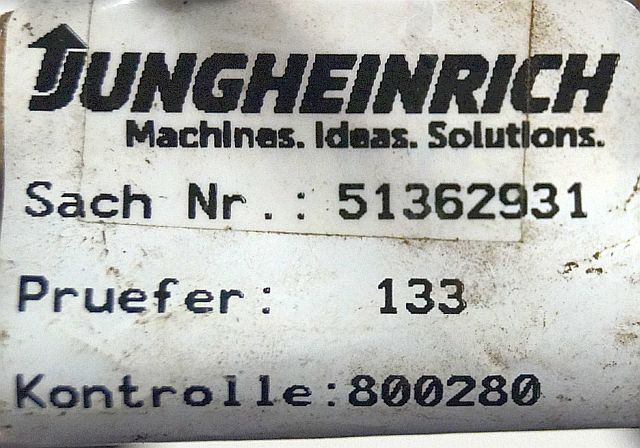 JUNGHEINRICH
Machines. Ideas. Solutions.
Sach Nr.: 51362931
Pruefer: 133
Kontrolle:800280